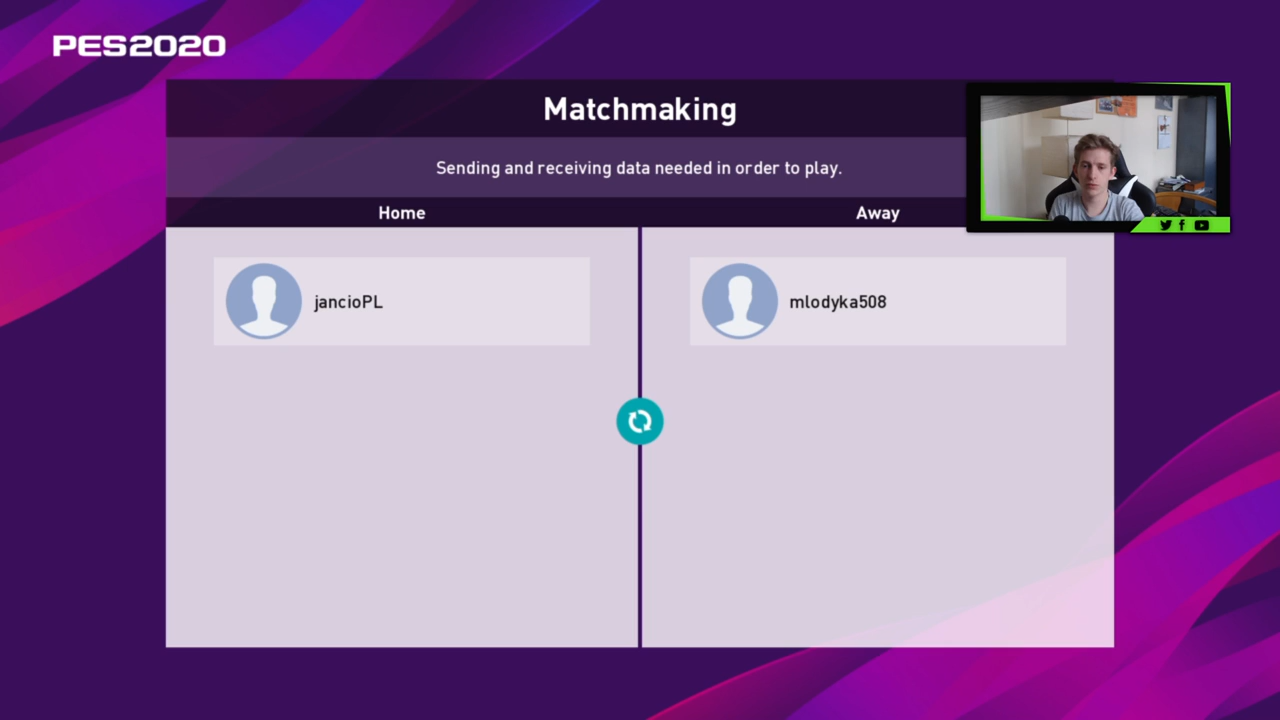 PES2020
Matchmaking
Sending and receiving data needed in order to play.
Home
Away
jancioPL
mlodyka508